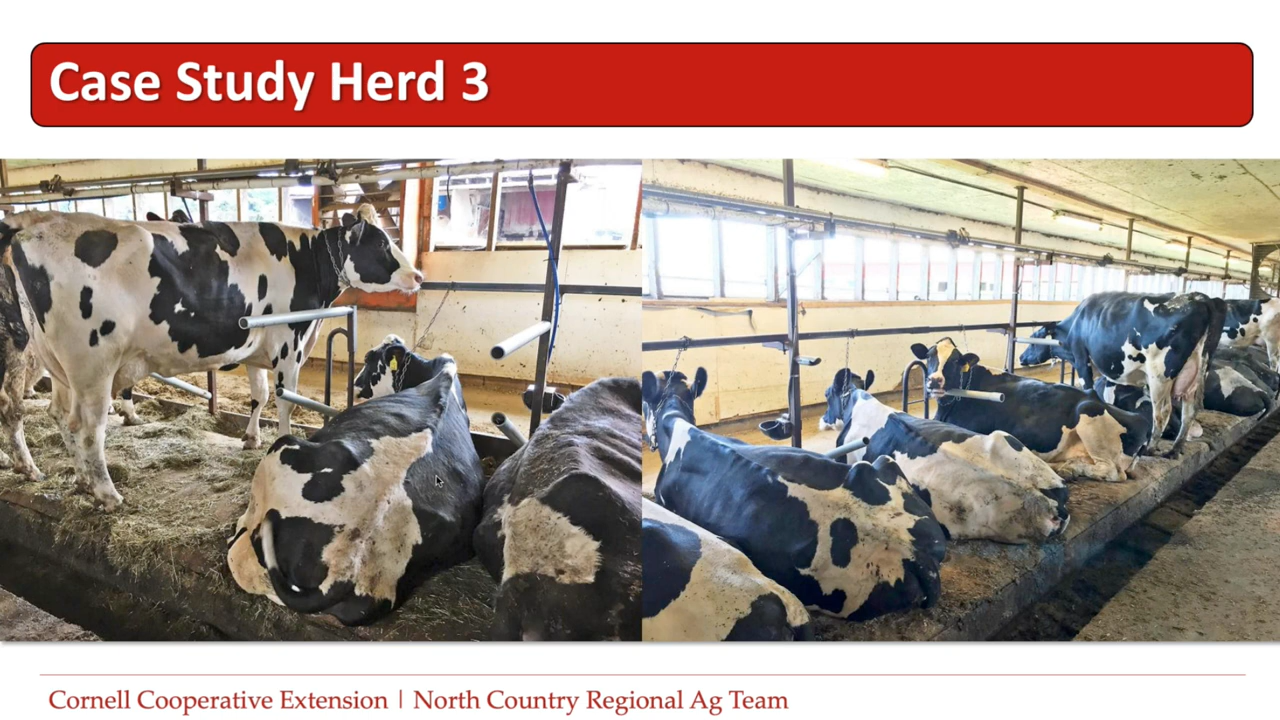 Case Study Herd 3
Cornell Cooperative Extension | North Country Regional Ag Team